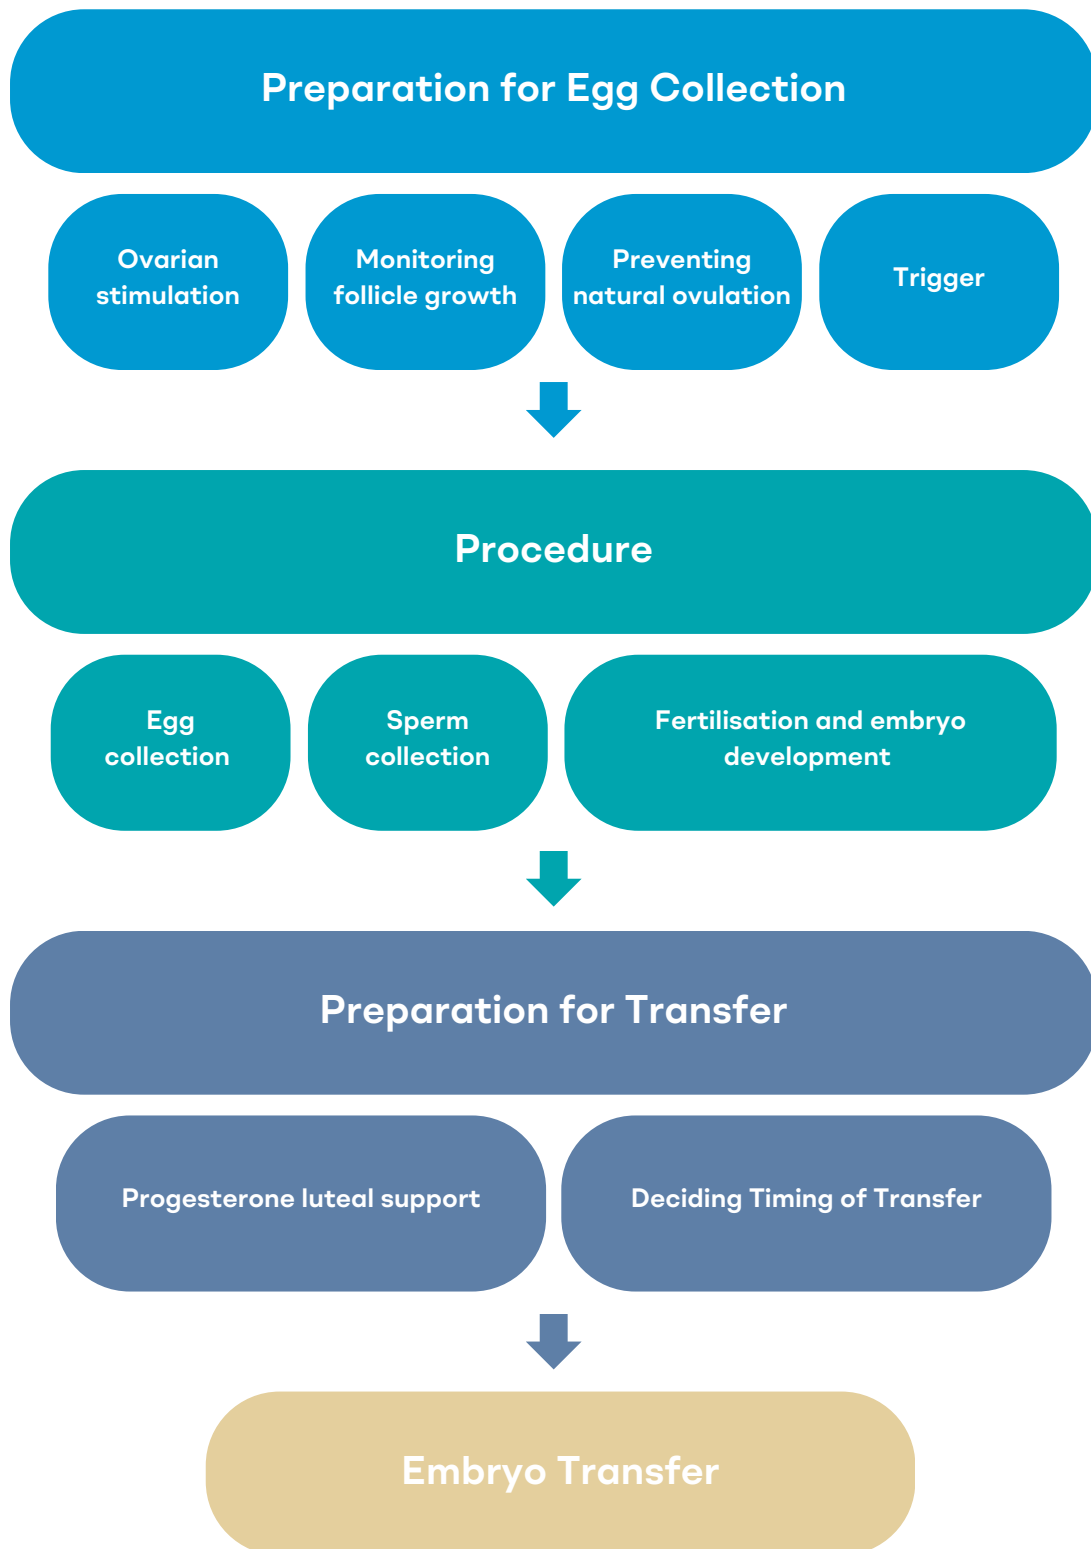 Preparation for Egg Collection
Ovarian
stimulation
Monitoring
follicle growth
Preventing
natural ovulation
Trigger
Procedure
Egg
collection
Sperm
collection
Fertilisation and embryo
development
Preparation for Transfer
Progesterone luteal support
Deciding Timing of Transfer
Embryo Transfer